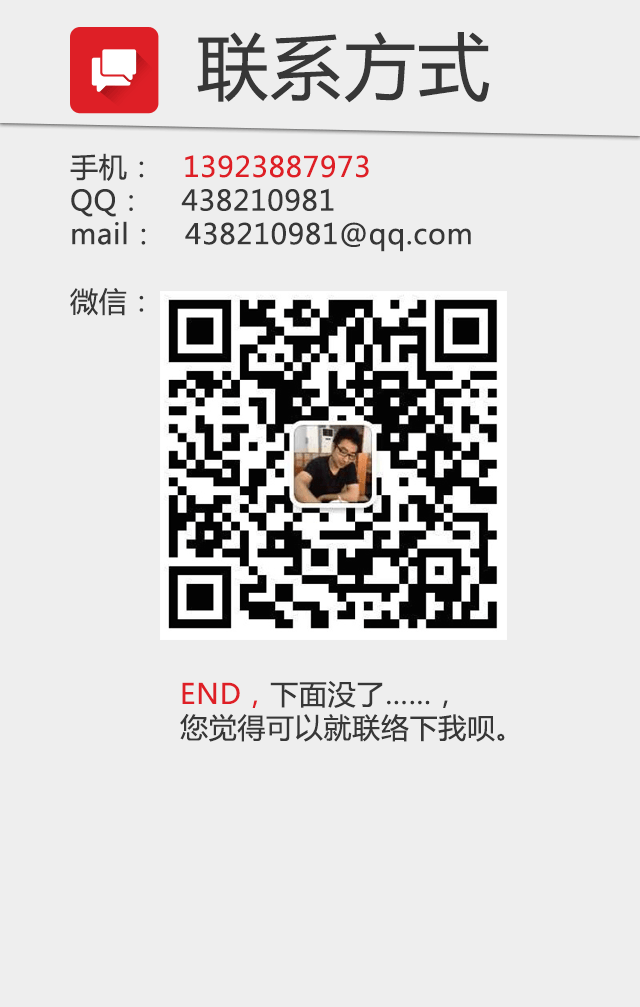 联系方式
手机： 13923887973
QQ： 438210981
mail： 438210981@qq.com
微信：
END，下面没了……，
您觉得可以就联络下我呗。